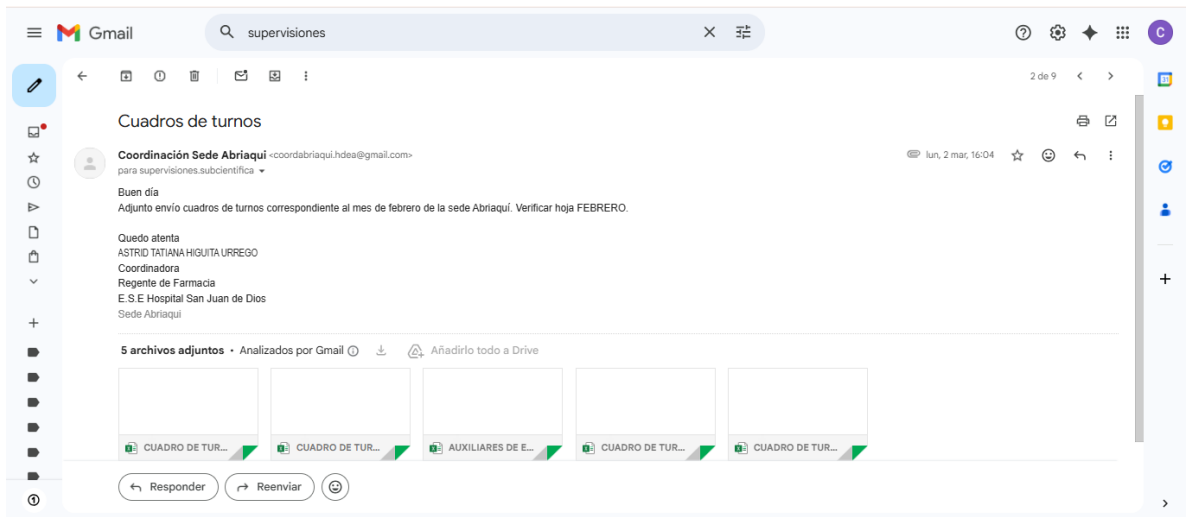 Gmail
supervisiones
C
2 de 9
31
Cuadros de turnos
Coordinación Sede Abriaqui <coordabriaqui.hdea@gmail.com>
lun, 2 mar, 16:04
para supervisiones.subcientifica
Buen día
Adjunto envío cuadros de turnos correspondiente al mes de febrero de la sede Abriaquí. Verificar hoja FEBRERO.
Quedo atenta
ASTRID TATIANA HIGUITA URREGO
Coordinadora
Regente de Farmacia
E.S.E Hospital San Juan de Dios
Sede Abriaqui
5 archivos adjuntos • Analizados por Gmail
Añadirlo todo a Drive
CUADRO DE TUR...
CUADRO DE TUR...
AUXILIARES DE E...
CUADRO DE TUR...
CUADRO DE TUR...
Responder
Reenviar